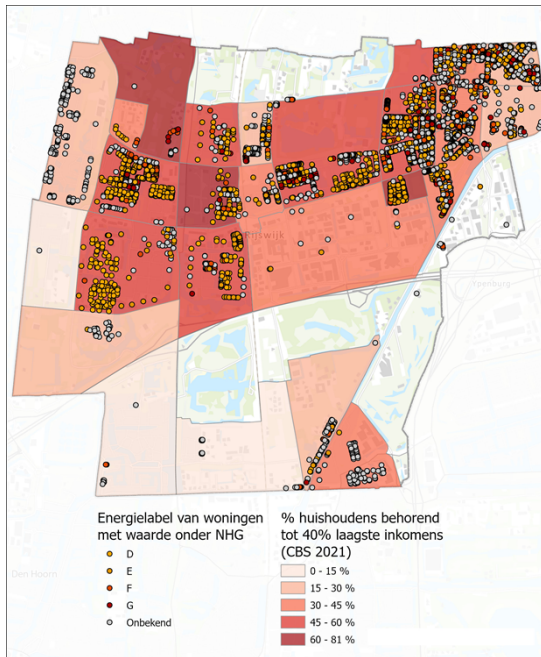 Rijswijk
Ypenburg
Den Hoorn
Energielabel van woningen
met waarde onder NHG
D
E
F
G
Onbekend
% huishoudens behorend
tot 40% laagste inkomens
(CBS 2021)
0 - 15 %
15 - 30 %
30 - 45 %
45 - 60 %
60 - 81 %